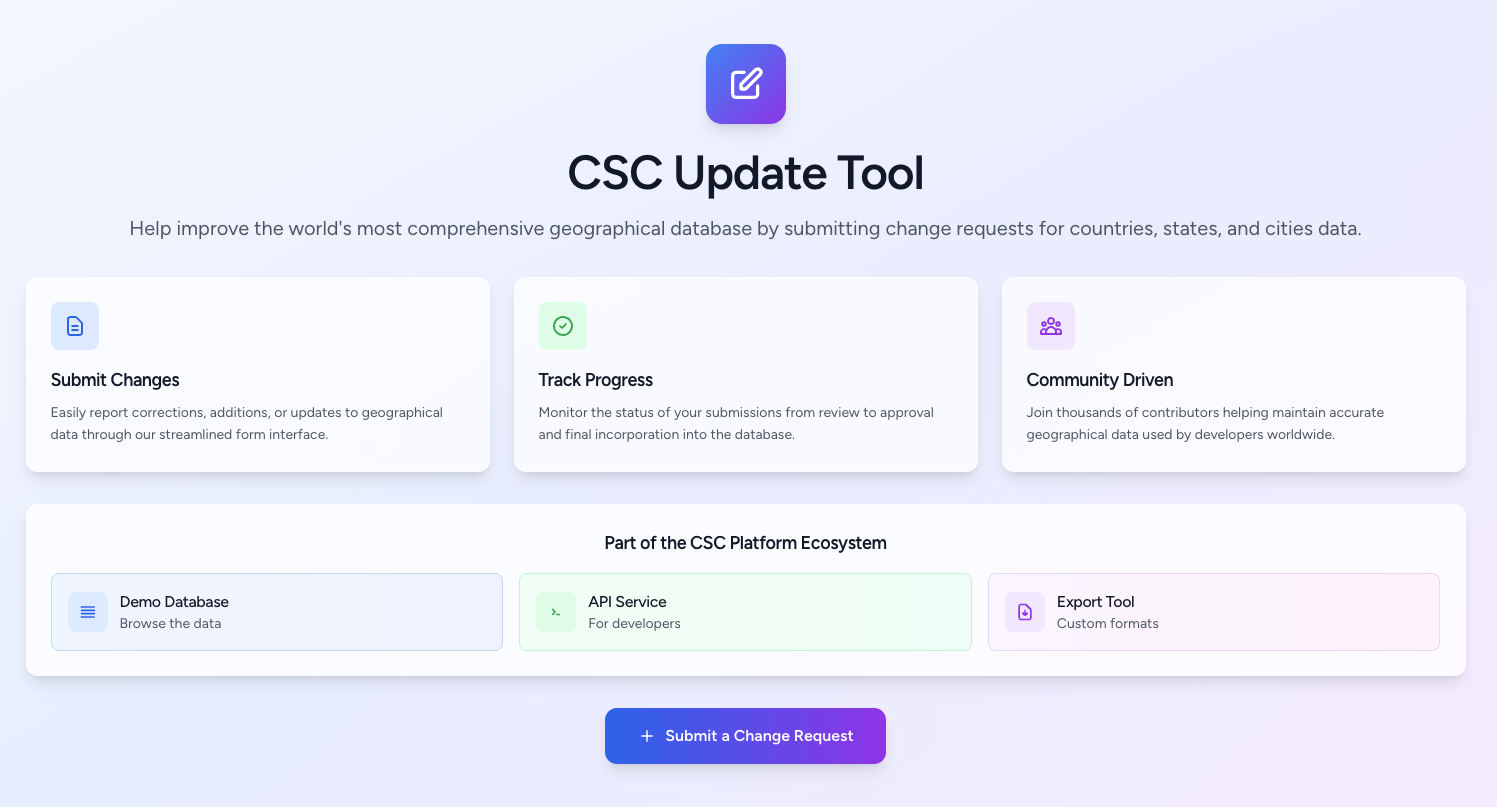 CSC Update Tool
Help improve the world's most comprehensive geographical database by submitting change requests for countries, states, and cities data.
Submit Changes
Easily report corrections, additions, or updates to geographical
data through our streamlined form interface.
Track Progress
Monitor the status of your submissions from review to approval
and final incorporation into the database.
Community Driven
Join thousands of contributors helping maintain accurate
geographical data used by developers worldwide.
Part of the CSC Platform Ecosystem
Demo Database
Browse the data
API Service
For developers
Export Tool
Custom formats
Submit a Change Request